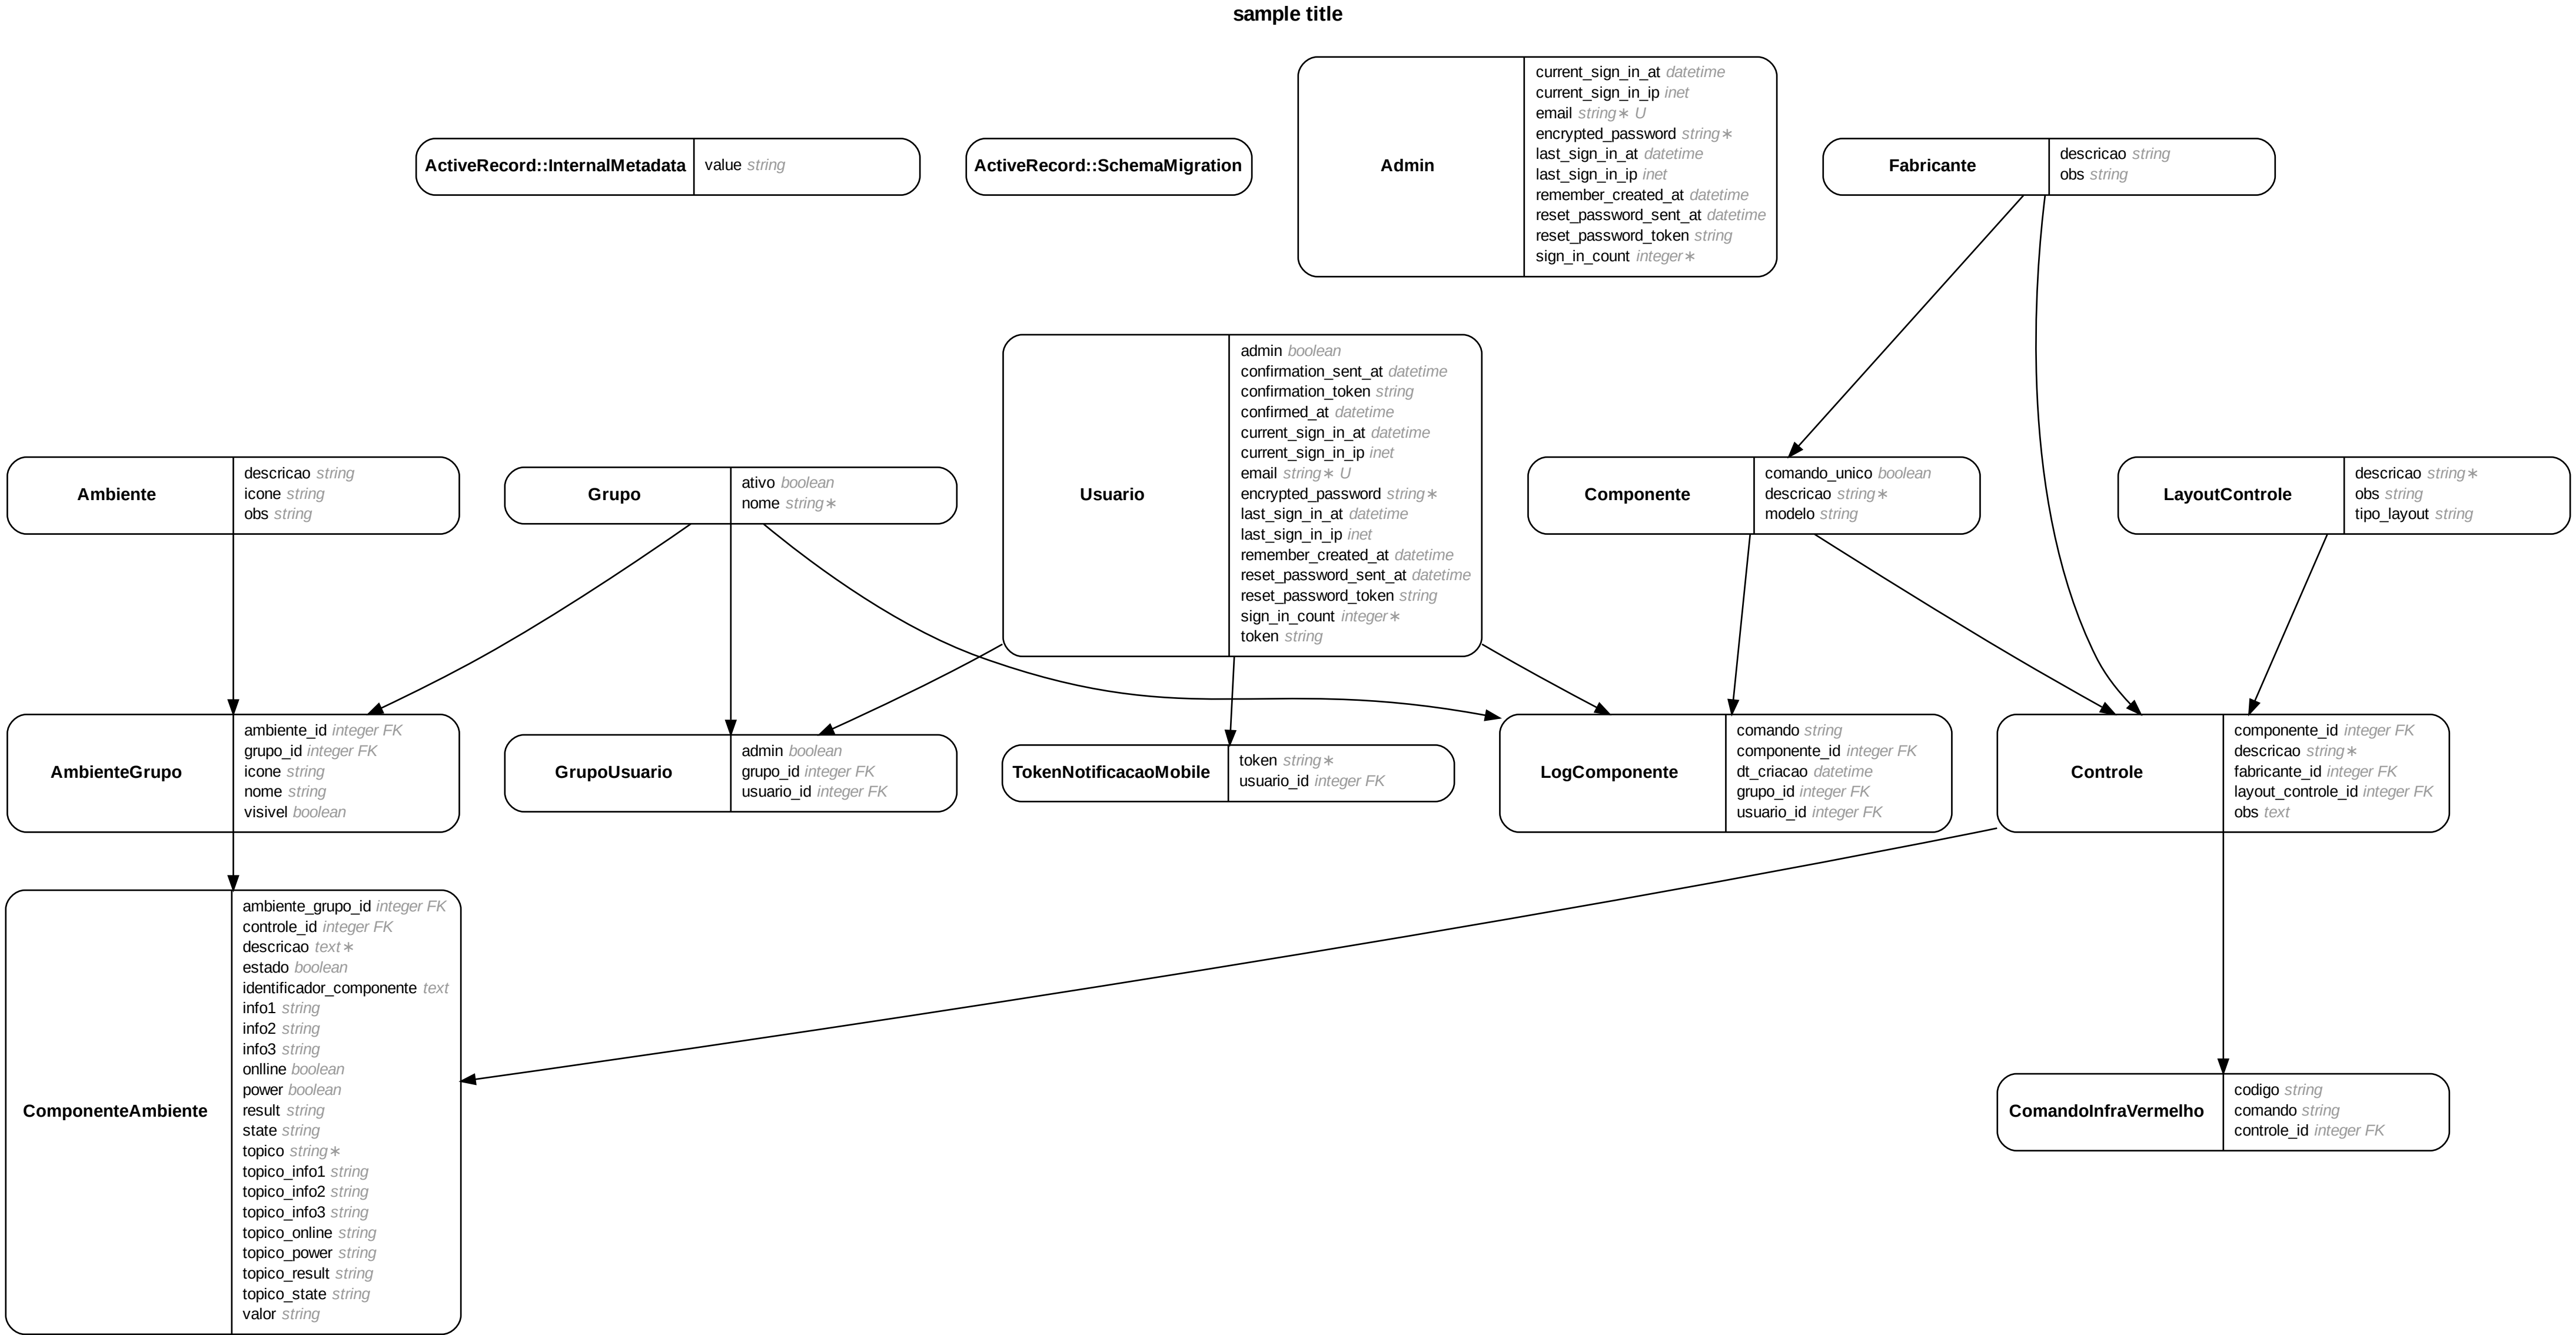 sample title
ActiveRecord::InternalMetadata
value string
ActiveRecord::SchemaMigration
Admin
current_sign_in_at datetime
current_sign_in_ip inet
email string∗ U
encrypted_password string∗
last_sign_in_at datetime
last_sign_in_ip inet
remember_created_at datetime
reset_password_sent_at datetime
reset_password_token string
sign_in_count integer∗
Fabricante
descricao string
obs string
Ambiente
descricao string
icone string
obs string
Grupo
ativo boolean
nome string∗
Usuario
admin boolean
confirmation_sent_at datetime
confirmation_token string
confirmed_at datetime
current_sign_in_at datetime
current_sign_in_ip inet
email string∗ U
encrypted_password string∗
last_sign_in_at datetime
last_sign_in_ip inet
remember_created_at datetime
reset_password_sent_at datetime
reset_password_token string
sign_in_count integer∗
token string
Componente
comando_unico boolean
descricao string∗
modelo string
LayoutControle
descricao string∗
obs string
tipo_layout string
AmbienteGrupo
ambiente_id integer FK
grupo_id integer FK
icone string
nome string
visivel boolean
GrupoUsuario
admin boolean
grupo_id integer FK
usuario_id integer FK
TokenNotificacaoMobile
token string∗
usuario_id integer FK
LogComponente
comando string
componente_id integer FK
dt_criacao datetime
grupo_id integer FK
usuario_id integer FK
Controle
componente_id integer FK
descricao string∗
fabricante_id integer FK
layout_controle_id integer FK
obs text
ComponenteAmbiente
ambiente_grupo_id integer FK
controle_id integer FK
descricao text∗
estado boolean
identificador_componente text
info1 string
info2 string
info3 string
onlline boolean
power boolean
result string
state string
topico string∗
topico_info1 string
topico_info2 string
topico_info3 string
topico_online string
topico_power string
topico_result string
topico_state string
valor string
ComandoInfraVermelho
codigo string
comando string
controle_id integer FK